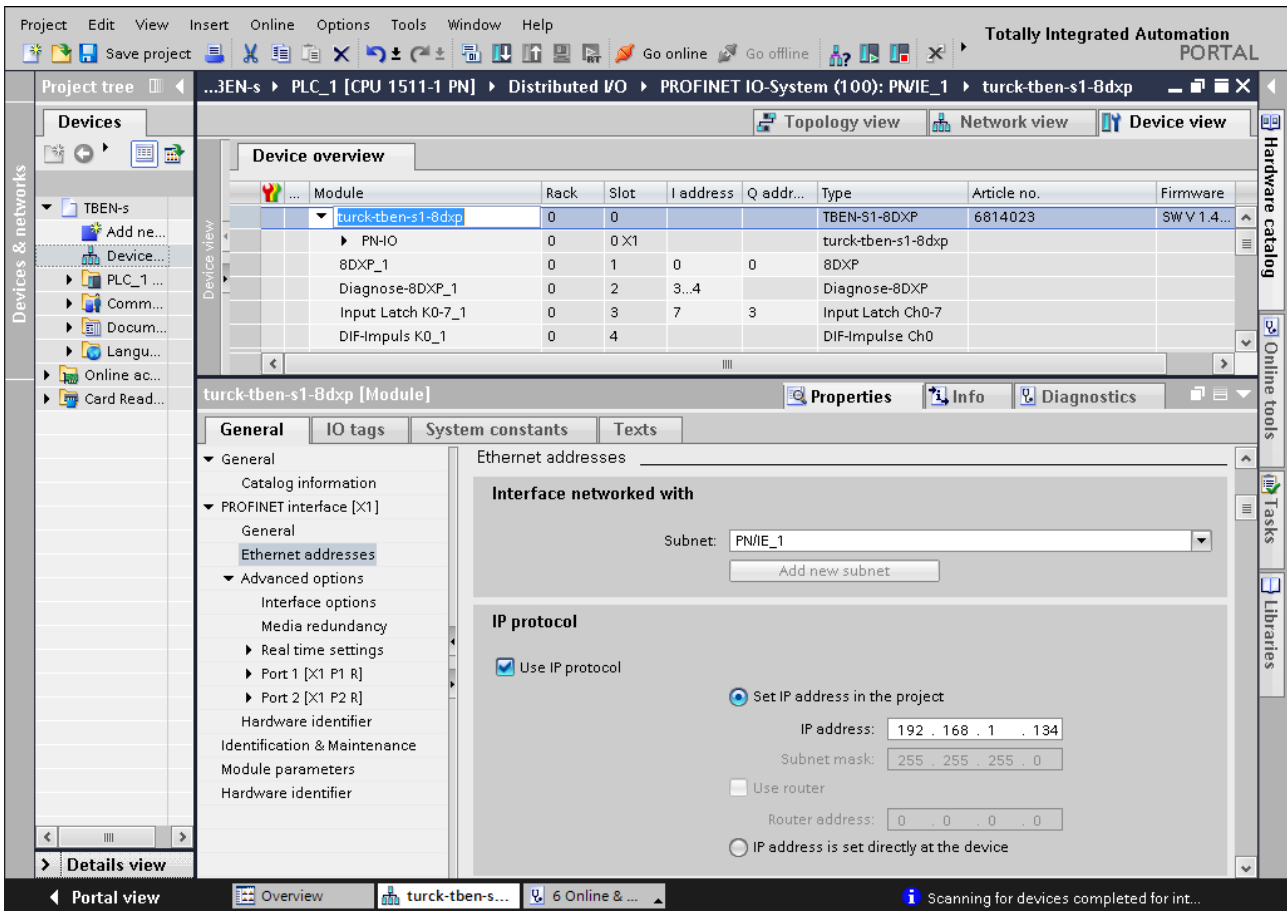 Project Edit View Insert Online Options Tools Window Help
Totally Integrated Automation
PORTAL
Save project Go online Go offline
Project tree
...BEN-s PLC_1 [CPU 1511-1 PN] Distributed I/O PROFINET IO-System (100): PN/IE_1 turck-tben-s1-8dxp
Devices
Topology view Network view Device view
Device overview
... Module Rack Slot I address Q addr... Type Article no. Firmware
turck-tben-s1-8dxp 0 0 TBEN-S1-8DXP 6814023 SW V 1.4...
PN-IO 0 0 X1 turck-tben-s1-8dxp
8DXP_1 0 1 0 0 8DXP
Diagnose-8DXP_1 0 2 3...4 Diagnose-8DXP
Input Latch K0-7_1 0 3 7 3 Input Latch Ch0-7
DIF-Impuls K0_1 0 4 DIF-Impulse Ch0
TBEN-s
Add ne...
Device...
PLC_1 ...
Comm...
Docum...
Langu...
Online ac...
Card Read...
Devices & networks
Device view
turck-tben-s1-8dxp [Module]
Properties Info Diagnostics
General IO tags System constants Texts
General
Catalog information
PROFINET interface [X1]
General
Ethernet addresses
Advanced options
Interface options
Media redundancy
Real time settings
Port 1 [X1 P1 R]
Port 2 [X1 P2 R]
Hardware identifier
Identification & Maintenance
Module parameters
Hardware identifier
Ethernet addresses
Interface networked with
Subnet: PN/IE_1
Add new subnet
IP protocol
Use IP protocol
Set IP address in the project
IP address: 192 . 168 . 1 . 134
Subnet mask: 255 . 255 . 255 . 0
Use router
Router address: 0 . 0 . 0 . 0
IP address is set directly at the device
Hardware catalog
Online tools
Tasks
Libraries
Details view
Portal view Overview turck-tben-s... 6 Online & ... Scanning for devices completed for int...